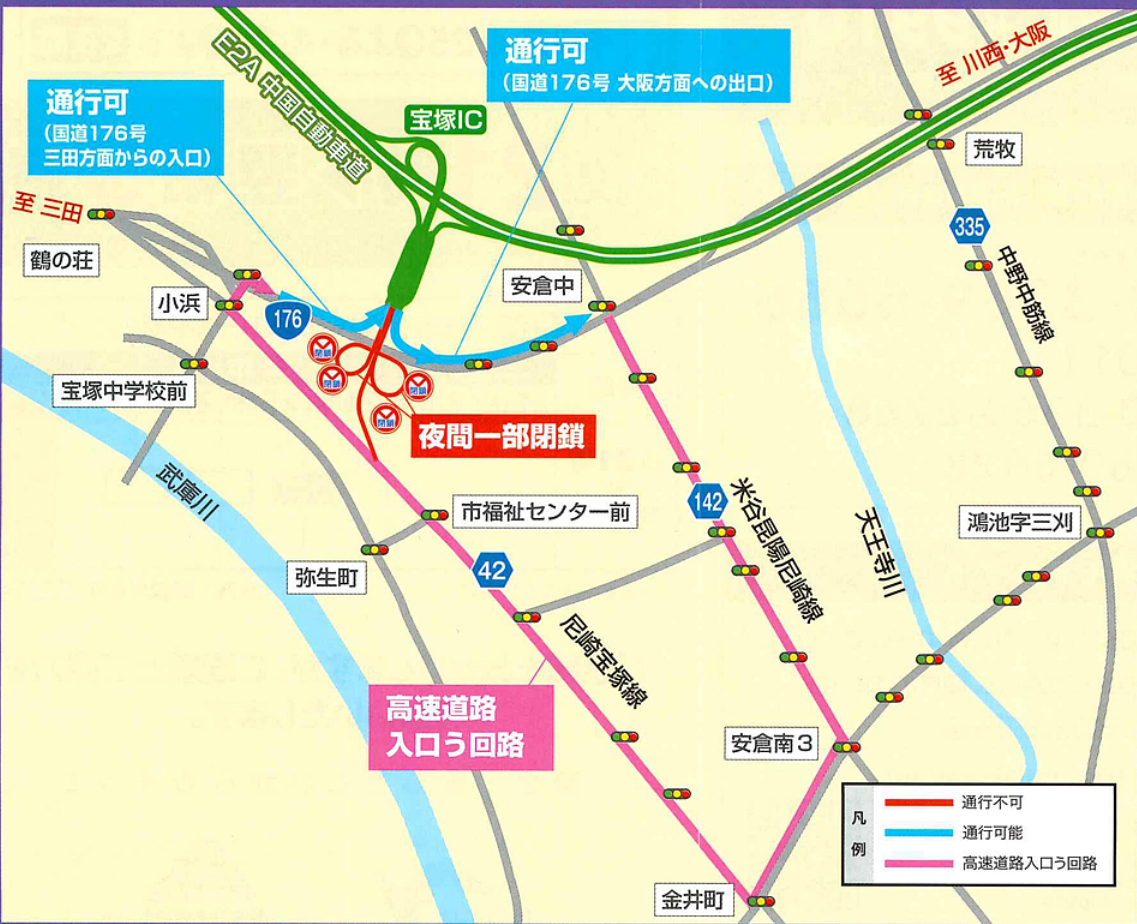 通行可
(国道176号 大阪方面への出口)
至 川西・大阪
通行可
(国道176号
三田方面からの入口)
E2A 中国自動車道
宝塚IC
荒牧
至 三田
335
鶴の荘
中野中筋線
安倉中
小浜
176
閉鎖
閉鎖
閉鎖
閉鎖
宝塚中学校前
夜間一部閉鎖
武庫川
142
米谷昆陽尼崎線
市福祉センター前
天王寺川
鴻池字三刈
弥生町
42
尼崎宝塚線
高速道路
入口う回路
安倉南3
凡例
通行不可
通行可能
高速道路入口う回路
金井町